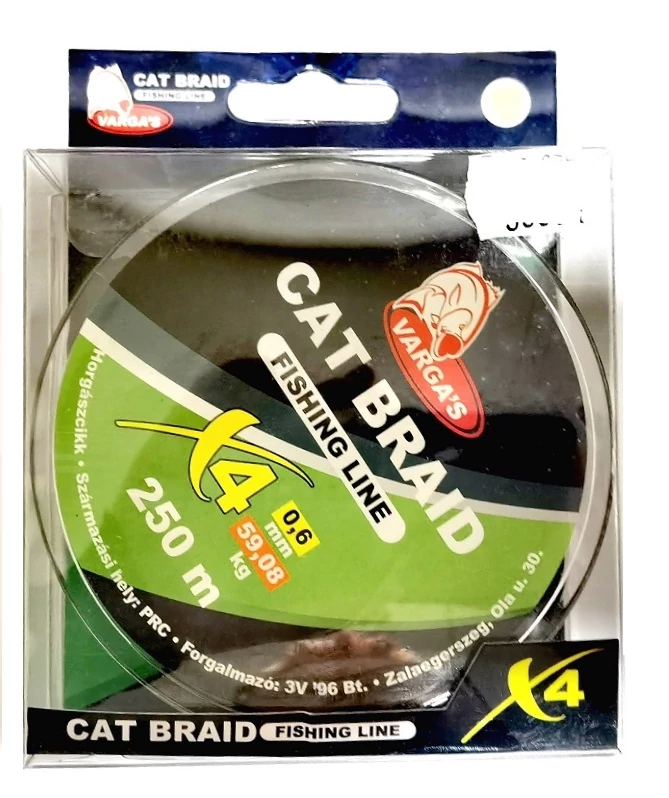 CAT BRAID
FISHING LINE
VARGA'S
VARGA'S
CAT BRAID
FISHING LINE
X4
250 m
0,6
mm
59,08
kg
Horgászcikk • Származási hely: PRC • Forgalmazó: 3V '96 Bt. • Zalaegerszeg, Ola u. 30.
X4
CAT BRAID FISHING LINE